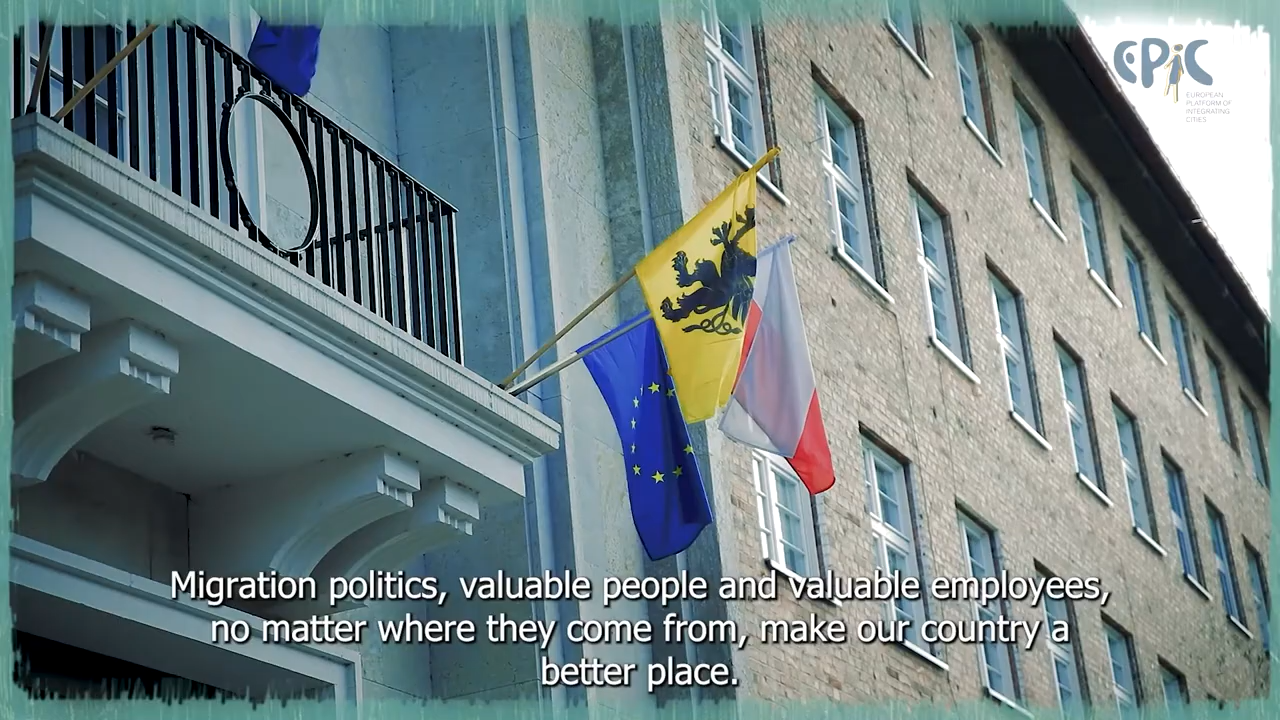 EPiC
EUROPEAN
PLATFORM OF
INTEGRATING
CITIES
Migration politics, valuable people and valuable employees,
no matter where they come from, make our country a
better place.